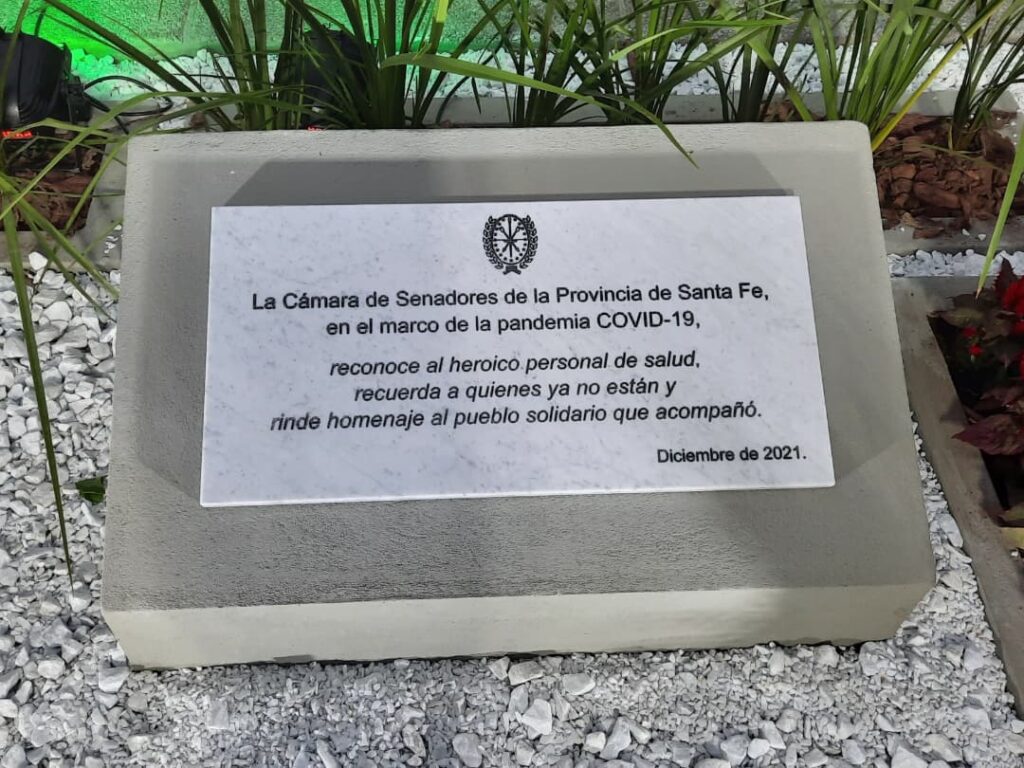 La Cámara de Senadores de la Provincia de Santa Fe,
en el marco de la pandemia COVID-19,
reconoce al heroico personal de salud,
recuerda a quienes ya no están y
rinde homenaje al pueblo solidario que acompañó.
Diciembre de 2021.